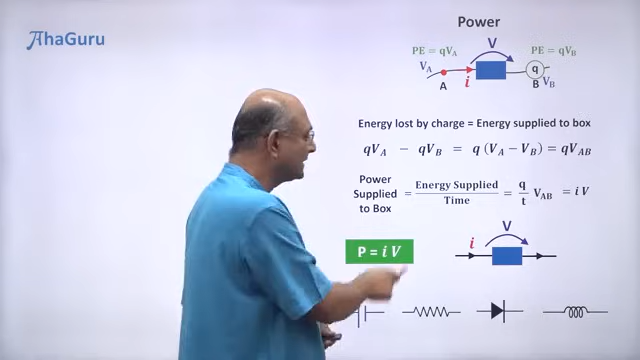 AhaGuru
Power
V
PE = qV_A
PE = qV_B
V_A
q
A
i
B V_B
Energy lost by charge = Energy supplied to box
qV_A - qV_B = q (V_A - V_B) = qV_AB
Power Supplied to Box = Energy Supplied / Time = q / t V_AB = i V
P = i V
i
V